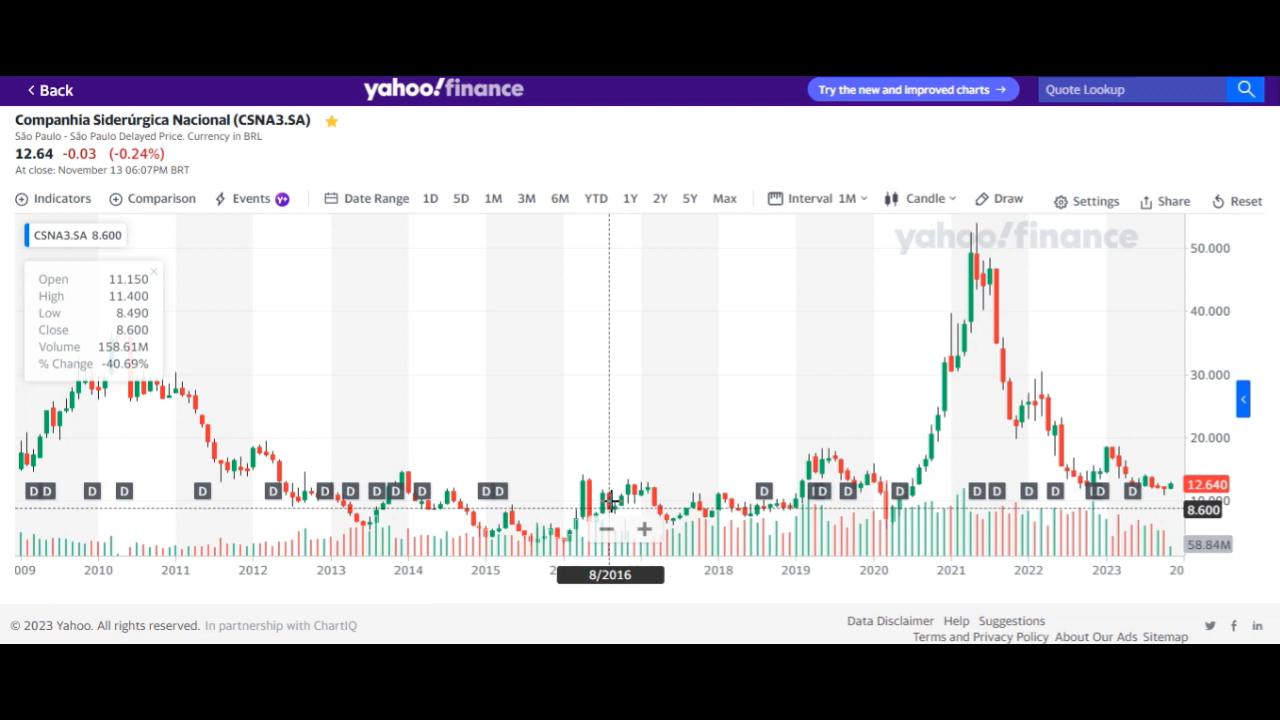 Back
yahoo!finance
Try the new and improved charts →
Quote Lookup
Companhia Siderúrgica Nacional (CSNA3.SA)
São Paulo - São Paulo Delayed Price. Currency in BRL
12.64 -0.03 (-0.24%)
At close: November 13 06:07PM BRT
Indicators Comparison Events Y+ Date Range 1D 5D 1M 3M 6M YTD 1Y 2Y 5Y Max Interval 1M Candle Draw Settings Share Reset
CSNA3.SA 8.600
yahoo!finance
Open 11.150
High 11.400
Low 8.490
Close 8.600
Volume 158.61M
% Change -40.69%
50.000
40.000
30.000
20.000
12.640
8.600
58.84M
D D D D D D D D D D D D D D D D D D D D D D D D D
009 2010 2011 2012 2013 2014 2015 2 8/2016 2018 2019 2020 2021 2022 2023 20
© 2023 Yahoo. All rights reserved. In partnership with ChartIQ
Data Disclaimer Help Suggestions
Terms and Privacy Policy About Our Ads Sitemap